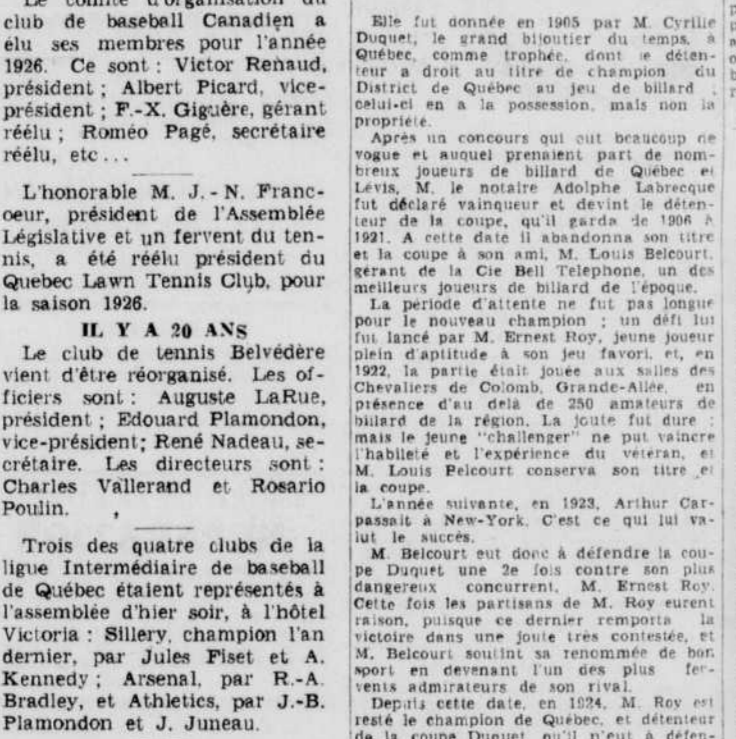 Le comité d'organisation du
club de baseball Canadien a
élu ses membres pour l'année
1926. Ce sont : Victor Renaud,
président ; Albert Picard, vice-
président ; F.-X. Giguère, gérant
réélu ; Roméo Pagé, secrétaire
réélu, etc...
L'honorable M. J.-N. Franc-
oeur, président de l'Assemblée
Législative et un fervent du ten-
nis, a été réélu président du
Quebec Lawn Tennis Club, pour
la saison 1926.
IL Y A 20 ANS
Le club de tennis Belvédère
vient d'être réorganisé. Les of-
ficiers sont : Auguste LaRue,
président ; Edouard Plamondon,
vice-président; René Nadeau, se-
crétaire. Les directeurs sont :
Charles Vallerand et Rosario
Poulin.
Trois des quatre clubs de la
ligue Intermédiaire de baseball
de Québec étaient représentés à
l'assemblée d'hier soir, à l'hôtel
Victoria : Sillery, champion l'an
dernier, par Jules Fiset et A.
Kennedy ; Arsenal, par R.-A.
Bradley, et Athletics, par J.-B.
Plamondon et J. Juneau.
Elle fut donnée en 1905 par M. Cyrille
Duquet, le grand bijoutier du temps, à
Québec, comme trophée, dont le déten-
teur a droit au titre de champion du
District de Québec au jeu de billard ;
celui-ci en a la possession, mais non la
propriété.
Après un concours qui eut beaucoup de
vogue et auquel prenaient part de nom-
breux joueurs de billard de Québec et
Lévis, M. le notaire Adolphe Labrecque
fut déclaré vainqueur et devint le déten-
teur de la coupe, qu'il garda de 1906 à
1921. A cette date il abandonna son titre
et la coupe à son ami, M. Louis Belcourt,
gérant de la Cie Bell Telephone, un des
meilleurs joueurs de billard de l'époque.
La période d'attente ne fut pas longue
pour le nouveau champion ; un défi lui
fut lancé par M. Ernest Roy, jeune joueur
plein d'aptitude à son jeu favori, et, en
1922, la partie était jouée aux salles des
Chevaliers de Colomb, Grande-Allée, en
présence d'au delà de 250 amateurs de
billard de la région. La joute fut dure ;
mais le jeune "challenger" ne put vaincre
l'habileté et l'expérience du vétéran, et
M. Louis Pelcourt conserva son titre et
la coupe.
L'année suivante, en 1923, Arthur Car-
passait à New-York. C'est ce qui lui va-
lut le succès.
M. Belcourt eut donc à défendre la cou-
pe Duquet une 2e fois contre son plus
dangereux concurrent, M. Ernest Roy.
Cette fois les partisans de M. Roy eurent
raison, puisque ce dernier remporta la
victoire dans une joute très contestée, et
M. Belcourt soutint sa renommée de bon
sport en devenant l'un des plus fer-
vents admirateurs de son rival.
Depuis cette date, en 1924, M. Roy est
resté le champion de Québec, et détenteur
de la coupe Duquet, qu'il n'eut à défen-